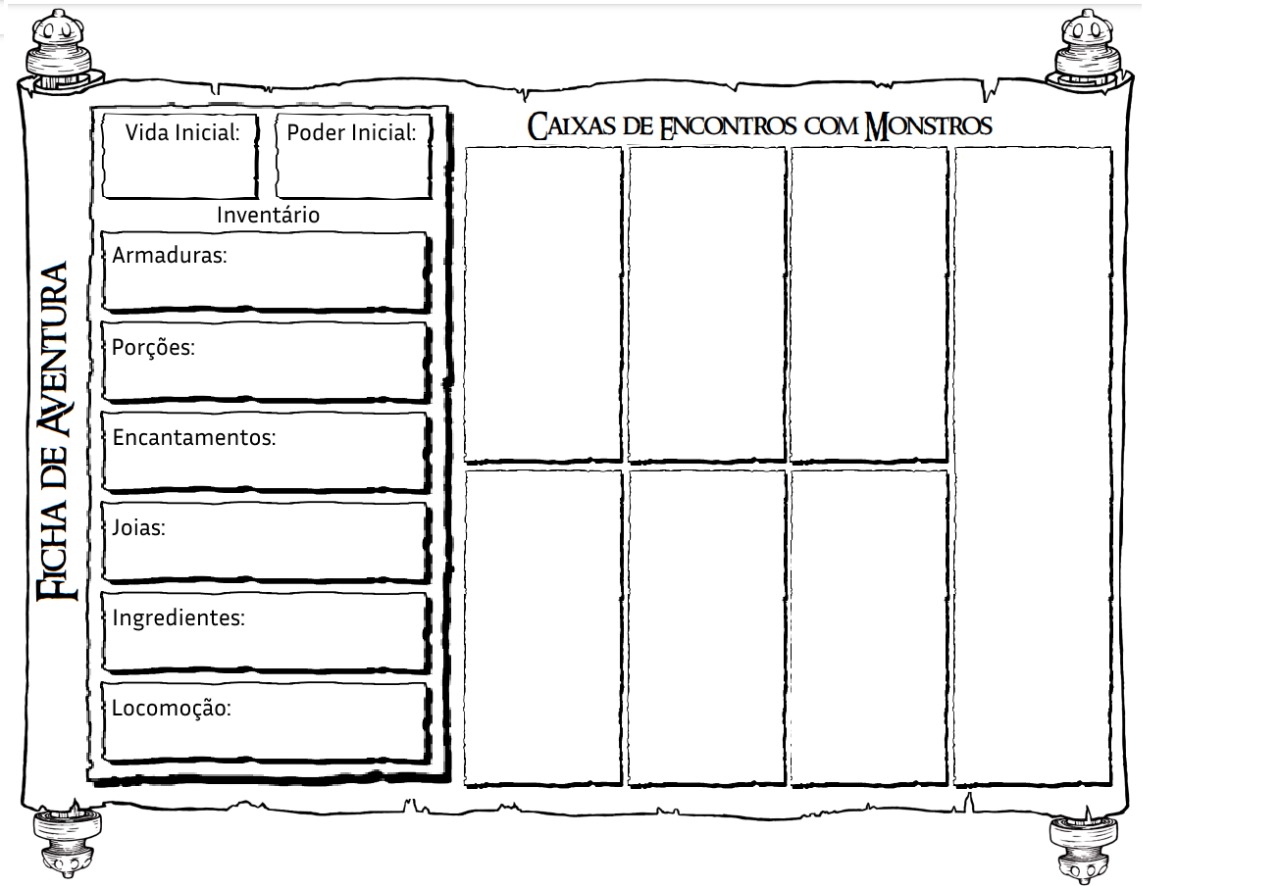 FICHA DE AVENTURA
Vida Inicial:
Poder Inicial:
Inventário
Armaduras:
Porções:
Encantamentos:
Joias:
Ingredientes:
Locomoção:
CAIXAS DE ENCONTROS COM MONSTROS